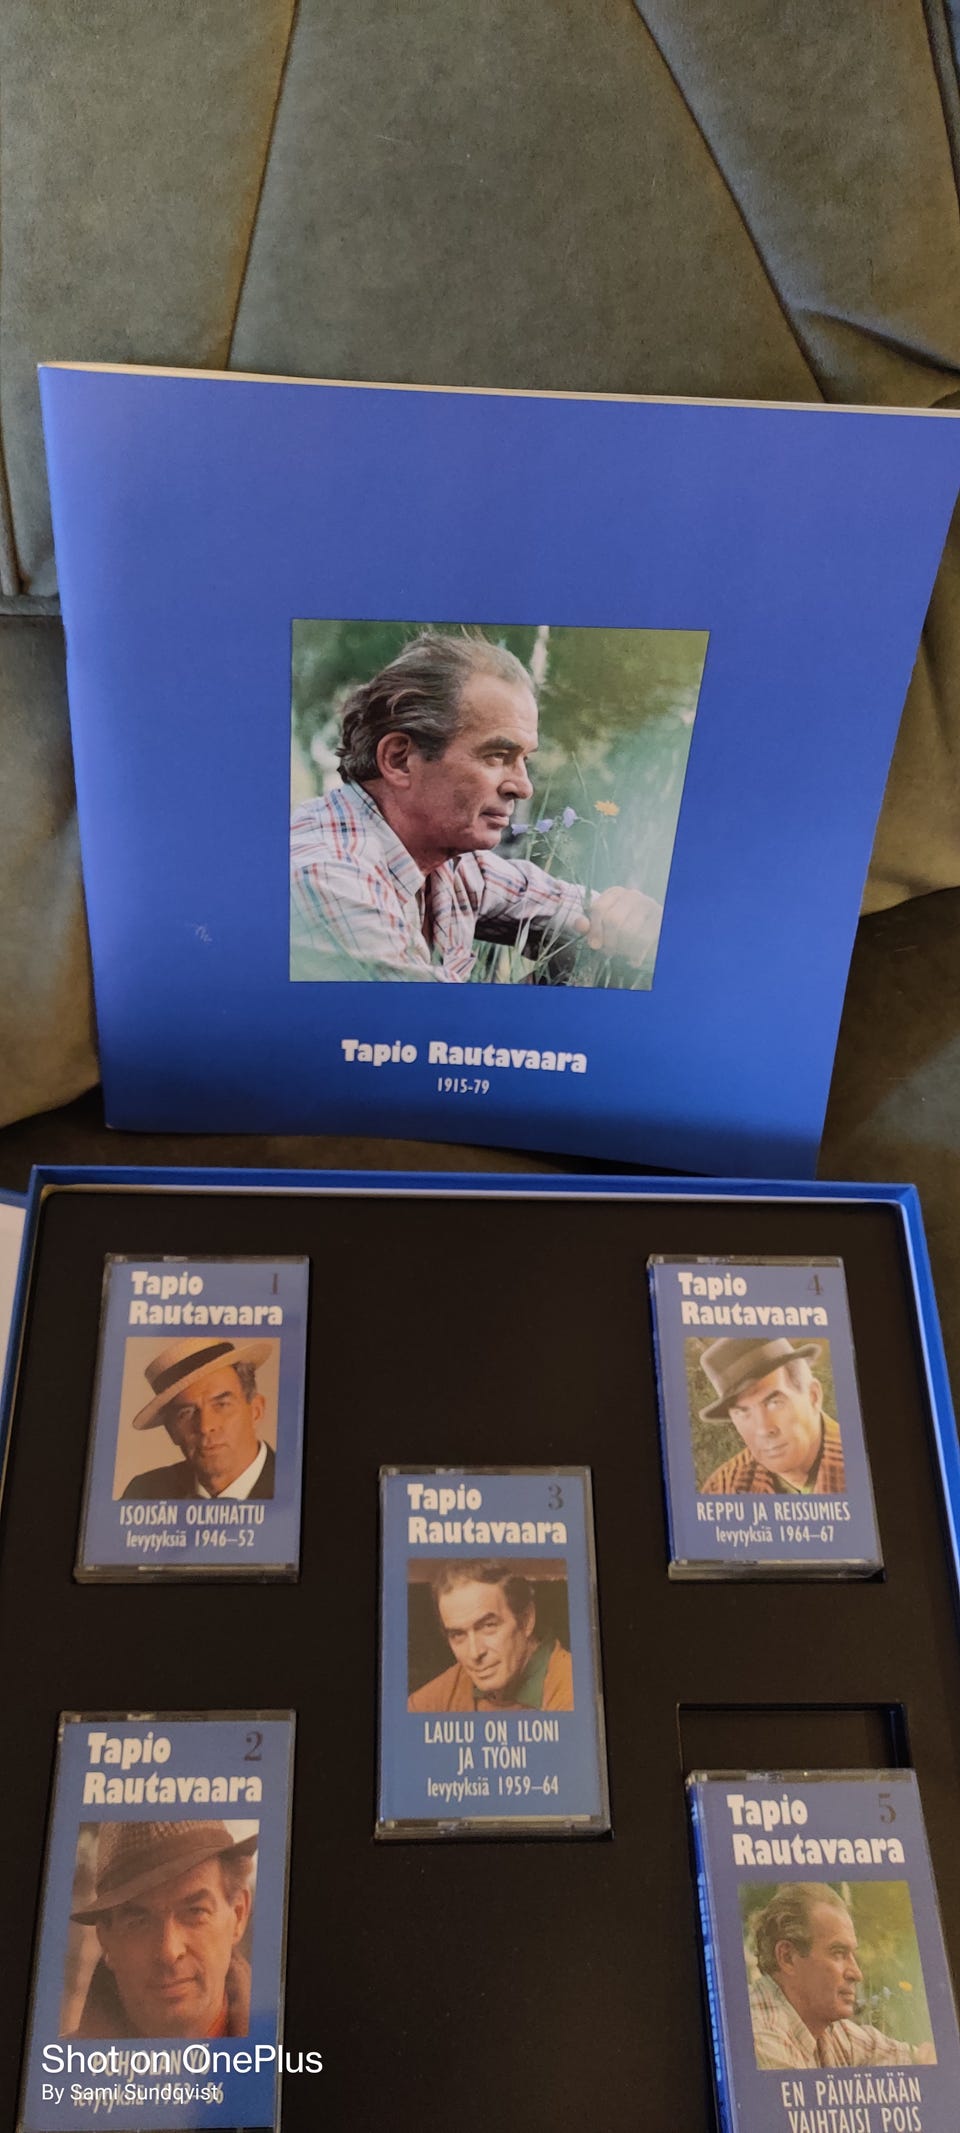 Tapio Rautavaara
1915-79
Tapio 1
Rautavaara
ISOISÄN OLKIHATTU
levytyksiä 1946–52
Tapio 4
Rautavaara
REPPU JA REISSUMIES
levytyksiä 1964–67
Tapio 3
Rautavaara
LAULU ON ILONI
JA TYÖNI
levytyksiä 1959–64
Tapio 2
Rautavaara
levytyksiä
Tapio 5
Rautavaara
EN PÄIVÄÄKÄÄN
VAIHTAISI POIS
Shot on OnePlus
By Sami Sundqvist